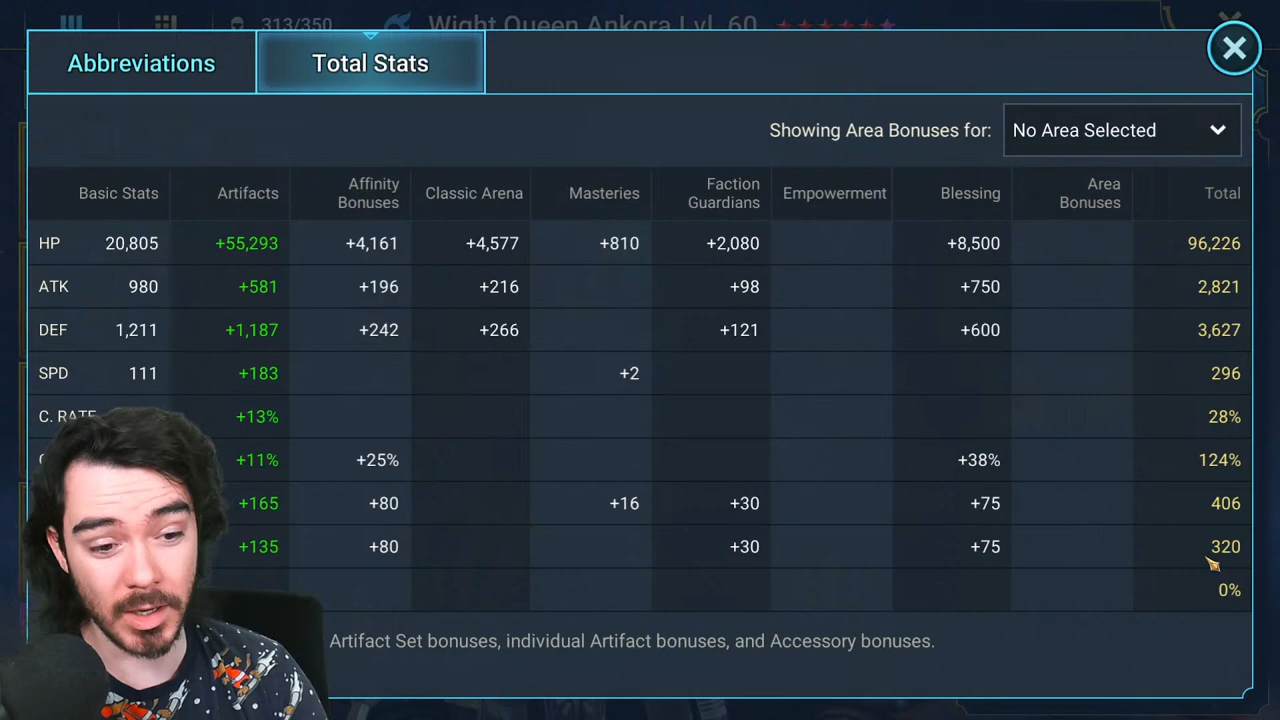 313/350 Wight Queen Ankora Lvl. 60
Abbreviations Total Stats
Showing Area Bonuses for: No Area Selected
Basic Stats Artifacts Affinity Bonuses Classic Arena Masteries Faction Guardians Empowerment Blessing Area Bonuses Total
HP 20,805 +55,293 +4,161 +4,577 +810 +2,080 +8,500 96,226
ATK 980 +581 +196 +216 +98 +750 2,821
DEF 1,211 +1,187 +242 +266 +121 +600 3,627
SPD 111 +183 +2 296
C. RATE +13% 28%
+11% +25% +38% 124%
+165 +80 +16 +30 +75 406
+135 +80 +30 +75 320
0%
Artifact Set bonuses, individual Artifact bonuses, and Accessory bonuses.